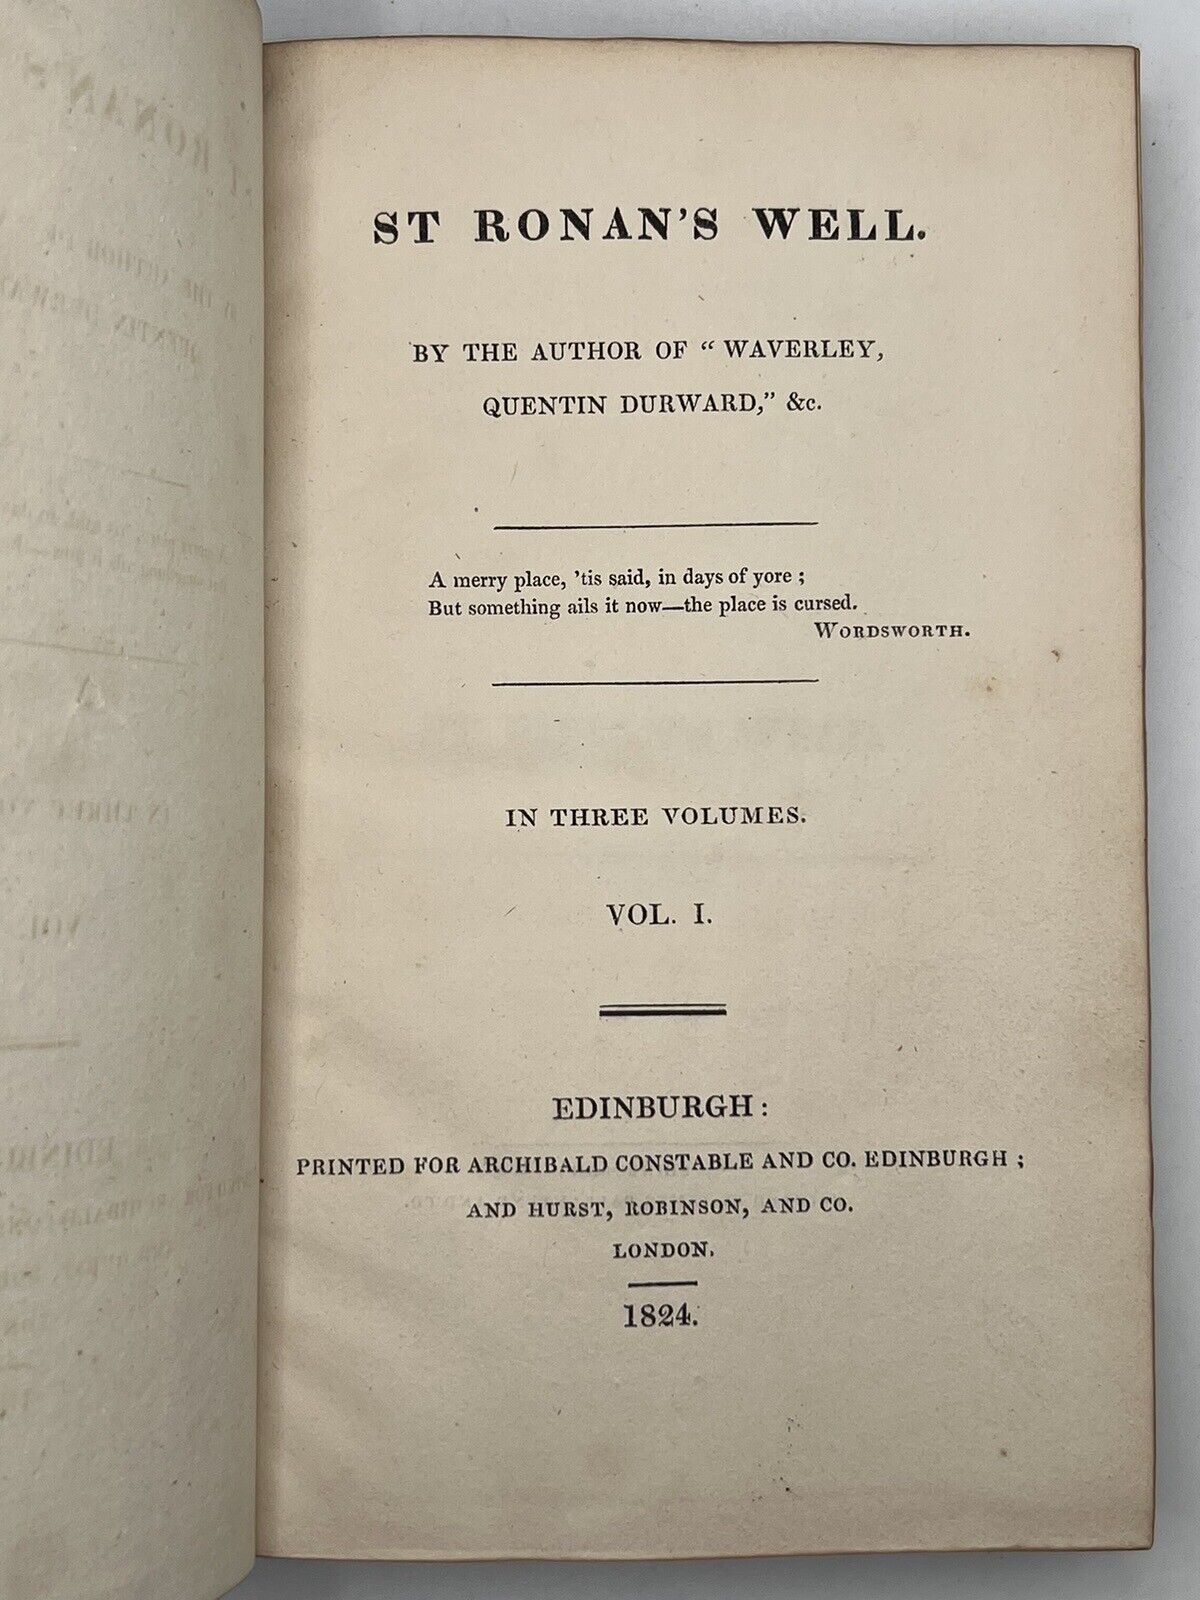 ST RONAN'S WELL.
BY THE AUTHOR OF “ WAVERLEY,
QUENTIN DURWARD,” &c.
A merry place, 'tis said, in days of yore ;
But something ails it now—the place is cursed.
WORDSWORTH.
IN THREE VOLUMES.
VOL. I.
EDINBURGH :
PRINTED FOR ARCHIBALD CONSTABLE AND CO. EDINBURGH ;
AND HURST, ROBINSON, AND CO.
LONDON.
1824.